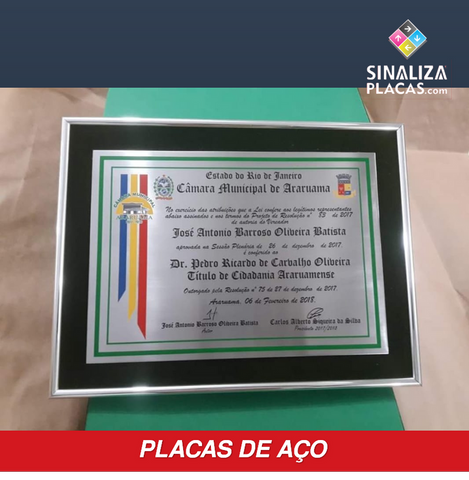 SINALIZA
PLACAS.com
Estado do Rio de Janeiro
Câmara Municipal de Araruama
No exercício das atribuições que a Lei confere aos legítimos representantes
abaixo assinados e nos termos do Projeto de Resolução nº 83 de 2017
de autoria do Vereador
José Antonio Barroso Oliveira Batista
aprovada na Sessão Plenária de 26 de dezembro de 2017.
é conferido ao
Dr. Pedro Ricardo de Carvalho Oliveira
Título de Cidadania Araruamense
Outorgado pela Resolução nº 75 de 27 de dezembro de 2017.
Araruama, 06 de Fevereiro de 2018.
José Antonio Barroso Oliveira Batista
Autor
Carlos Alberto Siqueira da Silva
Presidente 2017/2018
PLACAS DE AÇO